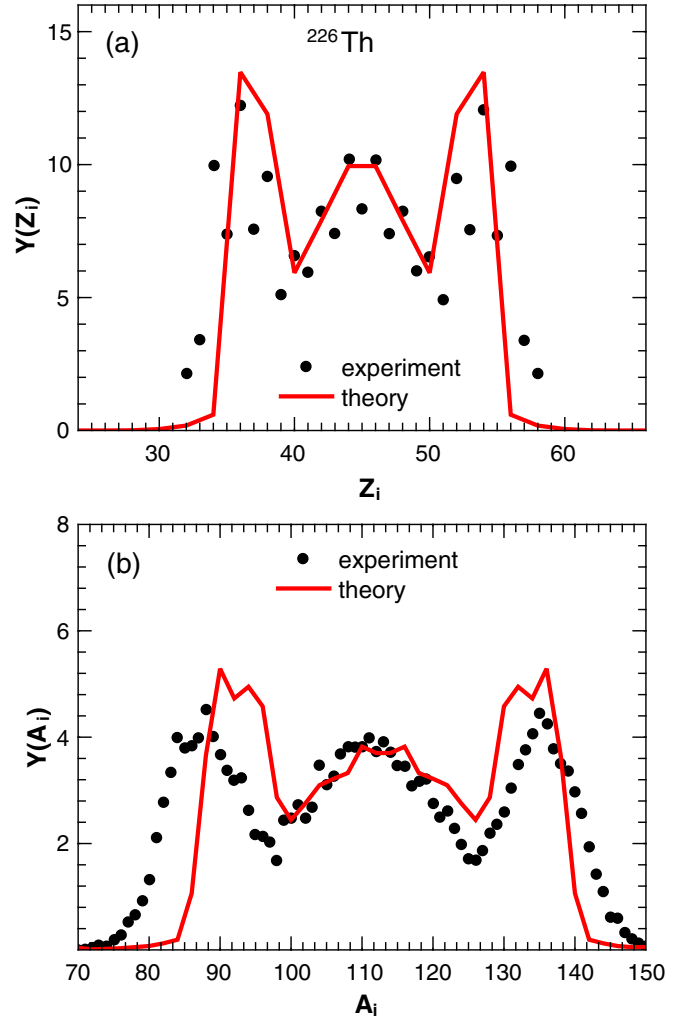 (a)
²²⁶Th
15
10
5
0
Y(Zᵢ)
experiment
theory
30 40 50 60
Zᵢ
8
6
4
2
Y(Aᵢ)
(b)
experiment
theory
70 80 90 100 110 120 130 140 150
Aᵢ